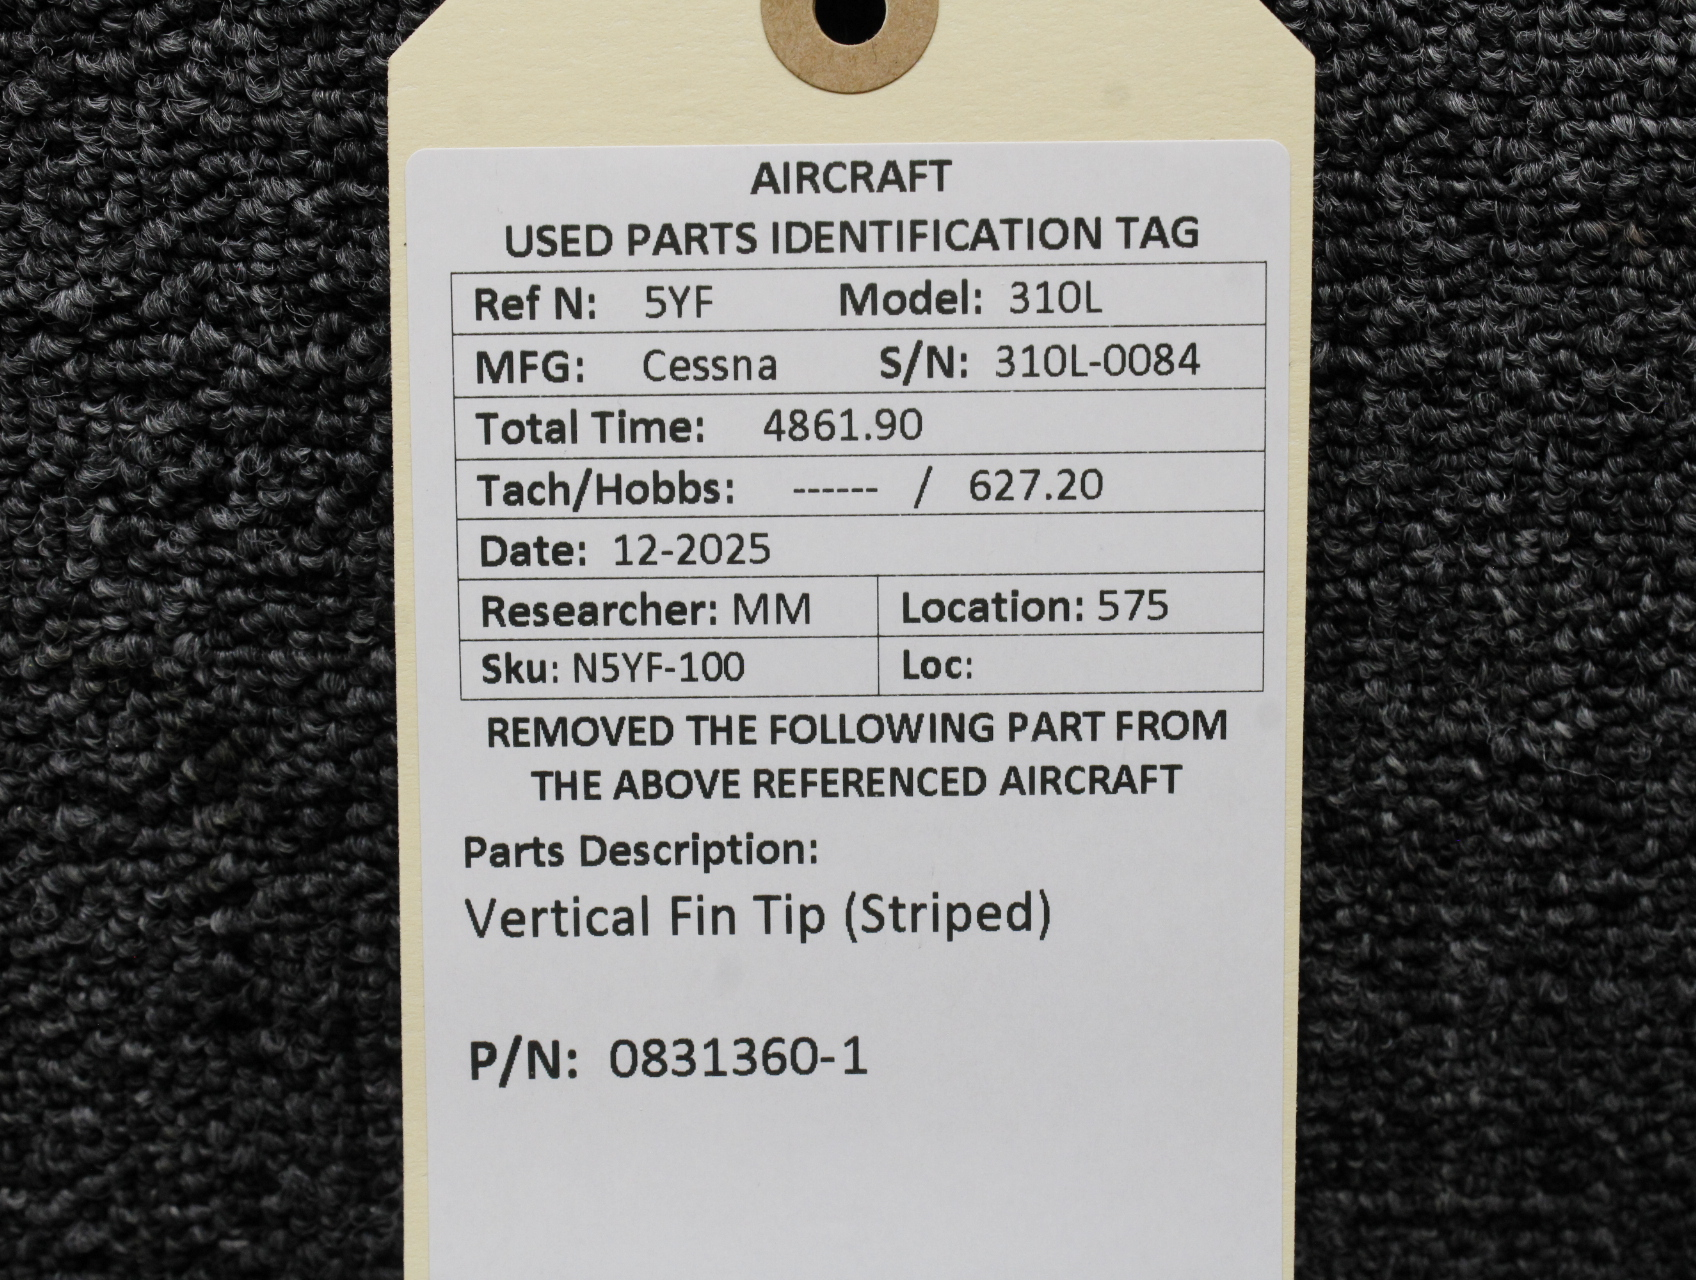 AIRCRAFT
USED PARTS IDENTIFICATION TAG
Ref N: 5YF Model: 310L
MFG: Cessna S/N: 310L-0084
Total Time: 4861.90
Tach/Hobbs: ------ / 627.20
Date: 12-2025
Researcher: MM Location: 575
Sku: N5YF-100 Loc:
REMOVED THE FOLLOWING PART FROM
THE ABOVE REFERENCED AIRCRAFT
Parts Description:
Vertical Fin Tip (Striped)
P/N: 0831360-1